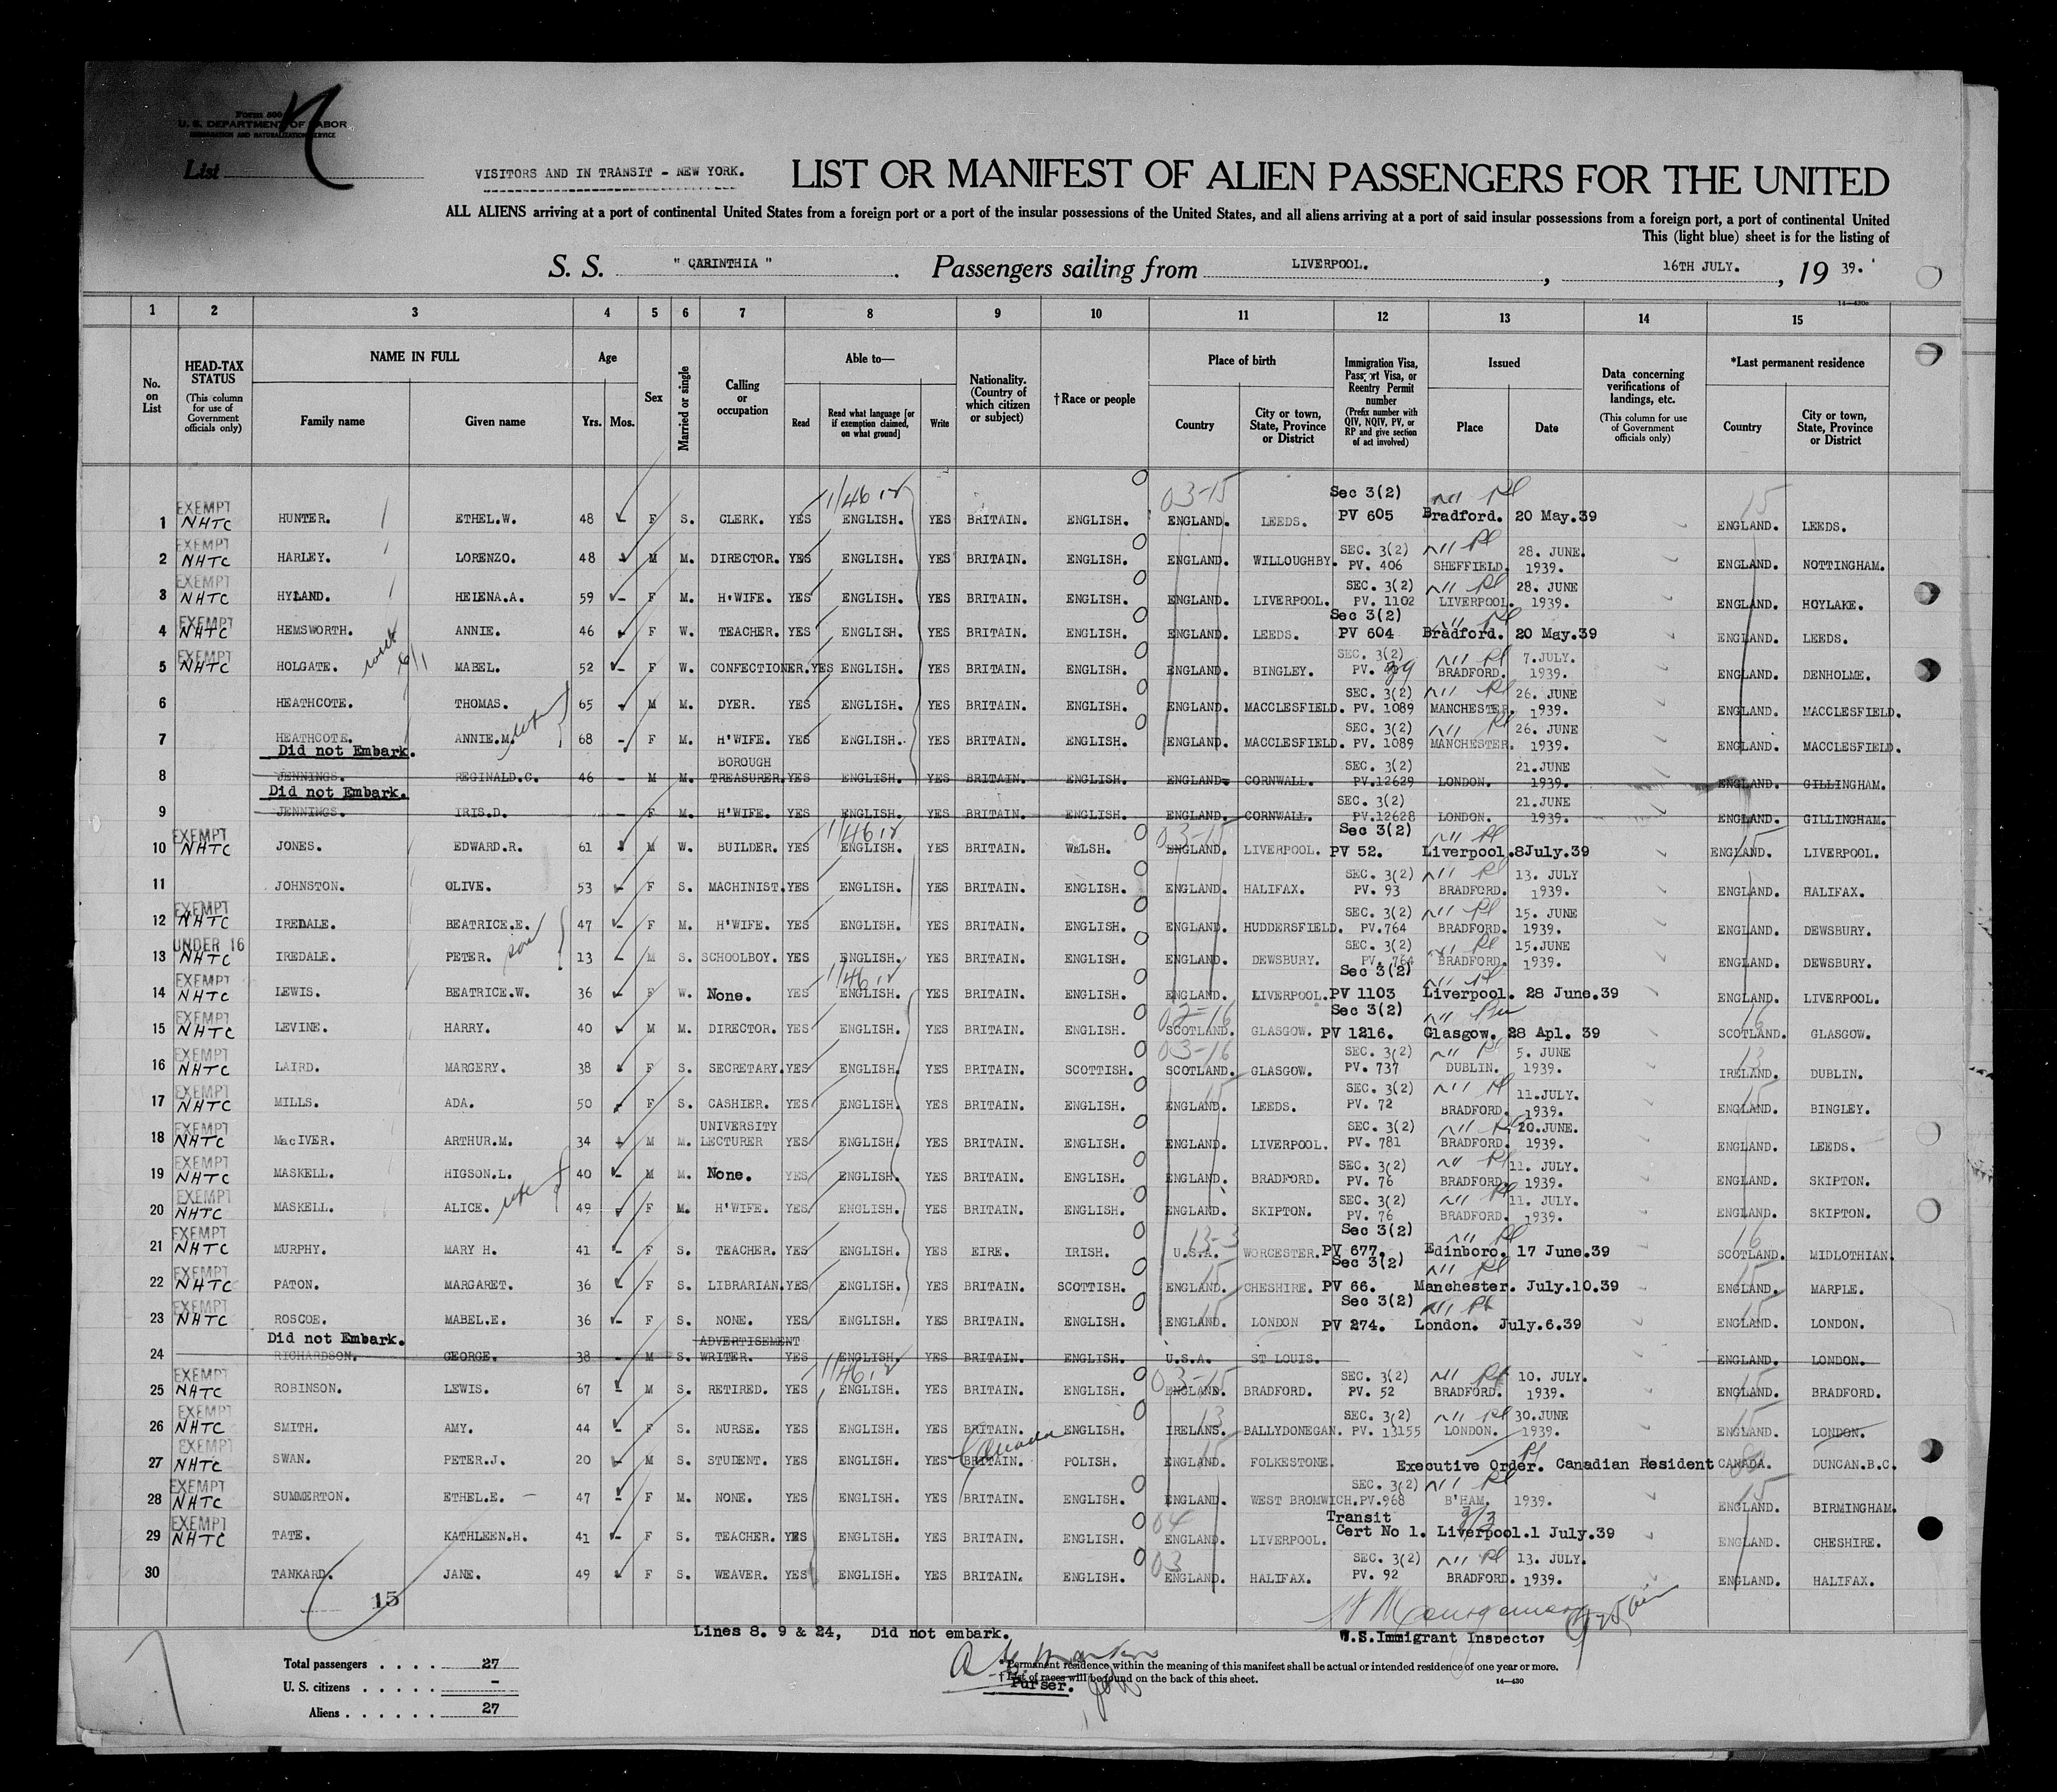 Form 500
U. S. DEPARTMENT OF LABOR
IMMIGRATION AND NATURALIZATION SERVICE
List
VISITORS AND IN TRANSIT - NEW YORK.
LIST OR MANIFEST OF ALIEN PASSENGERS FOR THE UNITED
ALL ALIENS arriving at a port of continental United States from a foreign port or a port of the insular possessions of the United States, and all aliens arriving at a port of said insular possessions from a foreign port, a port of continental United
This (light blue) sheet is for the listing of
S. S. " CARINTHIA ". Passengers sailing from LIVERPOOL. , 16TH JULY. , 19 39.
1 2 3 4 5 6 7 8 9 10 11 12 13 14 15
No. on List
HEAD-TAX STATUS (This column for use of Government officials only)
NAME IN FULL Family name Given name
Age Yrs. Mos.
Sex
Married or single
Calling or occupation
Able to— Read Read what language [or if exemption claimed, on what ground] Write
Nationality. (Country of which citizen or subject)
†Race or people
Place of birth Country City or town, State, Province or District
Immigration Visa, Passport Visa, or Reentry Permit number (Prefix number with QIV, NQIV, PV, or RP and give section of act involved)
Issued Place Date
Data concerning verifications of landings, etc. (This column for use of Government officials only)
*Last permanent residence Country City or town, State, Province or District
1 EXEMPT NHTC HUNTER. ETHEL.W. 48 - F S. CLERK. YES ENGLISH. YES BRITAIN. ENGLISH. ENGLAND. LEEDS. Sec 3(2) PV 605 Bradford. 20 May.39 ENGLAND. LEEDS.
2 EXEMPT NHTC HARLEY. LORENZO. 48 - M M. DIRECTOR. YES ENGLISH. YES BRITAIN. ENGLISH. ENGLAND. WILLOUGHBY. SEC. 3(2) PV. 406 SHEFFIELD. 28. JUNE. 1939. ENGLAND. NOTTINGHAM.
3 EXEMPT NHTC HYLAND. HELENA.A. 59 - F M. H'WIFE. YES ENGLISH. YES BRITAIN. ENGLISH. ENGLAND. LIVERPOOL. SEC. 3(2) PV. 1102 LIVERPOOL. 28. JUNE 1939. ENGLAND. HOYLAKE.
4 EXEMPT NHTC HEMSWORTH. ANNIE. 46 - F W. TEACHER. YES ENGLISH. YES BRITAIN. ENGLISH. ENGLAND. LEEDS. Sec 3(2) PV 604 Bradford. 20 May.39 ENGLAND. LEEDS.
5 EXEMPT NHTC HOLGATE. MABEL. 52 - F W. CONFECTIONER. YES ENGLISH. YES BRITAIN. ENGLISH. ENGLAND. BINGLEY. SEC. 3(2) PV. 39 BRADFORD. 7.JULY. 1939. ENGLAND. DENHOLME.
6 HEATHCOTE. THOMAS. 65 - M M. DYER. YES ENGLISH. YES BRITAIN. ENGLISH. ENGLAND. MACCLESFIELD. SEC. 3(2) PV. 1089 MANCHESTER. 26. JUNE 1939. ENGLAND. MACCLESFIELD.
7 HEATHCOTE. ANNIE.M. wife 68 - F M. H'WIFE. YES ENGLISH. YES BRITAIN. ENGLISH. ENGLAND. MACCLESFIELD. SEC. 3(2) PV. 1089 MANCHESTER. 26. JUNE 1939. ENGLAND. MACCLESFIELD.
Did not Embark.
8 JENNINGS. REGINALD.C. 46 - M M. BOROUGH TREASURER. YES ENGLISH. YES BRITAIN. ENGLISH. ENGLAND. CORNWALL. SEC. 3(2) PV.12629 LONDON. 21.JUNE 1939. ENGLAND. GILLINGHAM.
Did not Embark.
9 JENNINGS. IRIS.D. - F M. H'WIFE. YES ENGLISH. YES BRITAIN. ENGLISH. ENGLAND. CORNWALL. SEC. 3(2) PV.12628 LONDON. 21.JUNE 1939. ENGLAND. GILLINGHAM.
10 EXEMPT NHTC JONES. EDWARD.R. 61 - M W. BUILDER. YES ENGLISH. YES BRITAIN. WELSH. ENGLAND. LIVERPOOL. Sec 3(2) PV 52. Liverpool.8July.39 ENGLAND. LIVERPOOL.
11 JOHNSTON. OLIVE. 53 - F S. MACHINIST. YES ENGLISH. YES BRITAIN. ENGLISH. ENGLAND. HALIFAX. SEC. 3(2) PV. 93 BRADFORD. 13. JULY 1939. ENGLAND. HALIFAX.
12 EXEMPT NHTC IREDALE. BEATRICE.E. 47 - F M. H'WIFE. YES ENGLISH. YES BRITAIN. ENGLISH. ENGLAND. HUDDERSFIELD. SEC. 3(2) PV.764 BRADFORD. 15. JUNE 1939. ENGLAND. DEWSBURY.
13 UNDER 16 NHTC IREDALE. PETER. son 13 - M S. SCHOOLBOY. YES ENGLISH. YES BRITAIN. ENGLISH. ENGLAND. DEWSBURY. SEC. 3(2) PV. 764 BRADFORD. 15.JUNE 1939. ENGLAND. DEWSBURY.
14 EXEMPT NHTC LEWIS. BEATRICE.W. 36 - F W. None. YES ENGLISH. YES BRITAIN. ENGLISH. ENGLAND. LIVERPOOL. Sec 3(2) PV 1103 Liverpool. 28 June.39 ENGLAND. LIVERPOOL.
15 EXEMPT NHTC LEVINE. HARRY. 40 - M M. DIRECTOR. YES ENGLISH. YES BRITAIN. ENGLISH. SCOTLAND. GLASGOW. Sec 3(2) PV 1216. Glasgow. 28 Apl. 39 SCOTLAND. GLASGOW.
16 EXEMPT NHTC LAIRD. MARGERY. 38 - F S. SECRETARY. YES ENGLISH. YES BRITAIN. SCOTTISH. SCOTLAND. GLASGOW. SEC. 3(2) PV. 737 DUBLIN. 5. JUNE 1939. IRELAND. DUBLIN.
17 EXEMPT NHTC MILLS. ADA. 50 - F S. CASHIER. YES ENGLISH. YES BRITAIN. ENGLISH. ENGLAND. LEEDS. SEC. 3(2) PV. 72 BRADFORD. 11.JULY. 1939. ENGLAND. BINGLEY.
18 EXEMPT NHTC MacIVER. ARTHUR.M. 34 - M M. UNIVERSITY LECTURER YES ENGLISH. YES BRITAIN. ENGLISH. ENGLAND. LIVERPOOL. SEC. 3(2) PV. 781 BRADFORD. 20.JUNE. 1939. ENGLAND. LEEDS.
19 EXEMPT NHTC MASKELL. HIGSON.L. 40 - M M. None. YES ENGLISH. YES BRITAIN. ENGLISH. ENGLAND. BRADFORD. SEC. 3(2) PV. 76 BRADFORD. 11. JULY. 1939. ENGLAND. SKIPTON.
20 EXEMPT NHTC MASKELL. ALICE. wife 49 - F M. H'WIFE. YES ENGLISH. YES BRITAIN. ENGLISH. ENGLAND. SKIPTON. SEC. 3(2) PV. 76 BRADFORD. 11. JULY. 1939. ENGLAND. SKIPTON.
21 EXEMPT NHTC MURPHY. MARY H. 41 - F S. TEACHER. YES ENGLISH. YES EIRE. IRISH. U.S.A. WORCESTER. Sec 3(2) PV 677. Edinboro. 17 June.39 SCOTLAND. MIDLOTHIAN.
22 EXEMPT NHTC PATON. MARGARET. 36 - F S. LIBRARIAN. YES ENGLISH. YES BRITAIN. SCOTTISH. ENGLAND. CHESHIRE. Sec 3(2) PV 66. Manchester. July.10.39 ENGLAND. MARPLE.
23 EXEMPT NHTC ROSCOE. MABEL.E. 36 - F S. NONE. YES ENGLISH. YES BRITAIN. ENGLISH. ENGLAND. LONDON Sec 3(2) PV 274. London. July.6.39 ENGLAND. LONDON.
Did not Embark.
24 RICHARDSON. GEORGE. 38 - M S. ADVERTISEMENT WRITER. YES ENGLISH. YES BRITAIN. ENGLISH. U.S.A. ST LOUIS. ENGLAND. LONDON.
25 EXEMPT NHTC ROBINSON. LEWIS. 67 - M S. RETIRED. YES ENGLISH. YES BRITAIN. ENGLISH. ENGLAND. BRADFORD. SEC. 3(2) PV. 52 BRADFORD. 10. JULY. 1939. ENGLAND. BRADFORD.
26 EXEMPT NHTC SMITH. AMY. 44 - F S. NURSE. YES ENGLISH. YES BRITAIN. ENGLISH. IRELANS. BALLYDONEGAN. SEC. 3(2) PV. 13155 LONDON. 30.JUNE 1939. ENGLAND. LONDON.
27 EXEMPT NHTC SWAN. PETER.J. 20 - M S. STUDENT. YES ENGLISH. YES BRITAIN. Canada POLISH. ENGLAND. FOLKESTONE. Executive Order. Canadian Resident CANADA. DUNCAN.B.C.
28 EXEMPT NHTC SUMMERTON. ETHEL.E. 47 - F M. NONE. YES ENGLISH. YES BRITAIN. ENGLISH. ENGLAND. WEST BROMWICH. SEC. 3(2) PV.968 B'HAM. 1939. ENGLAND. BIRMINGHAM.
29 EXEMPT NHTC TATE. KATHLEEN.H. 41 - F S. TEACHER. YES ENGLISH. YES BRITAIN. ENGLISH. ENGLAND. LIVERPOOL. Transit Cert No 1. Liverpool.1 July.39 ENGLAND. CHESHIRE.
30 TANKARD. JANE. 49 - F S. WEAVER. YES ENGLISH. YES BRITAIN. ENGLISH. ENGLAND. HALIFAX. SEC. 3(2) PV. 92 BRADFORD. 13. JULY. 1939. ENGLAND. HALIFAX.
15
Lines 8. 9 & 24, Did not embark.
U.S.Immigrant Inspector
Total passengers . . . . 27
U. S. citizens . . . . . -
Aliens . . . . . . 27
Purser.
*Permanent residence within the meaning of this manifest shall be actual or intended residence of one year or more.
† List of races will be found on the back of this sheet.
14—430